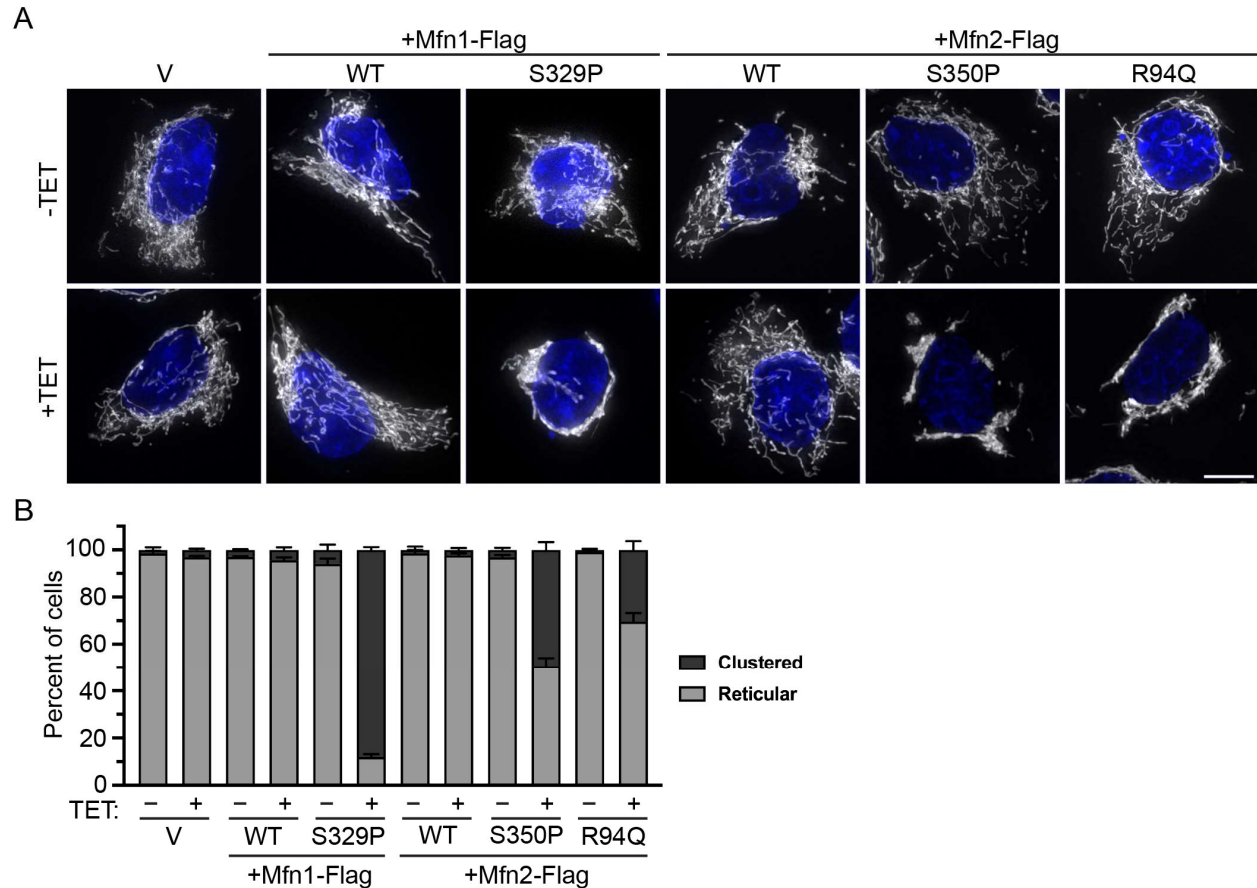 A
+Mfn1-Flag +Mfn2-Flag
V WT S329P WT S350P R94Q
-TET
+TET
B
Percent of cells
100
80
60
40
20
0
Clustered
Reticular
TET: – + – + – + – + – + – +
V WT S329P WT S350P R94Q
+Mfn1-Flag +Mfn2-Flag